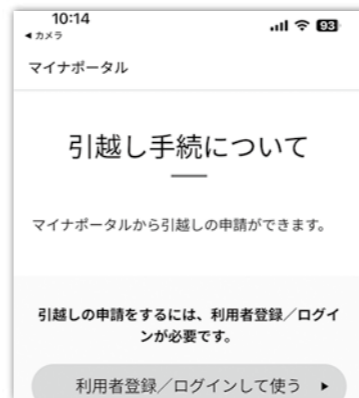 10:14
93
◀カメラ
マイナポータル
引越し手続について
マイナポータルから引越しの申請ができます。
引越しの申請をするには、利用者登録／ログイ
ンが必要です。
利用者登録／ログインして使う ▶